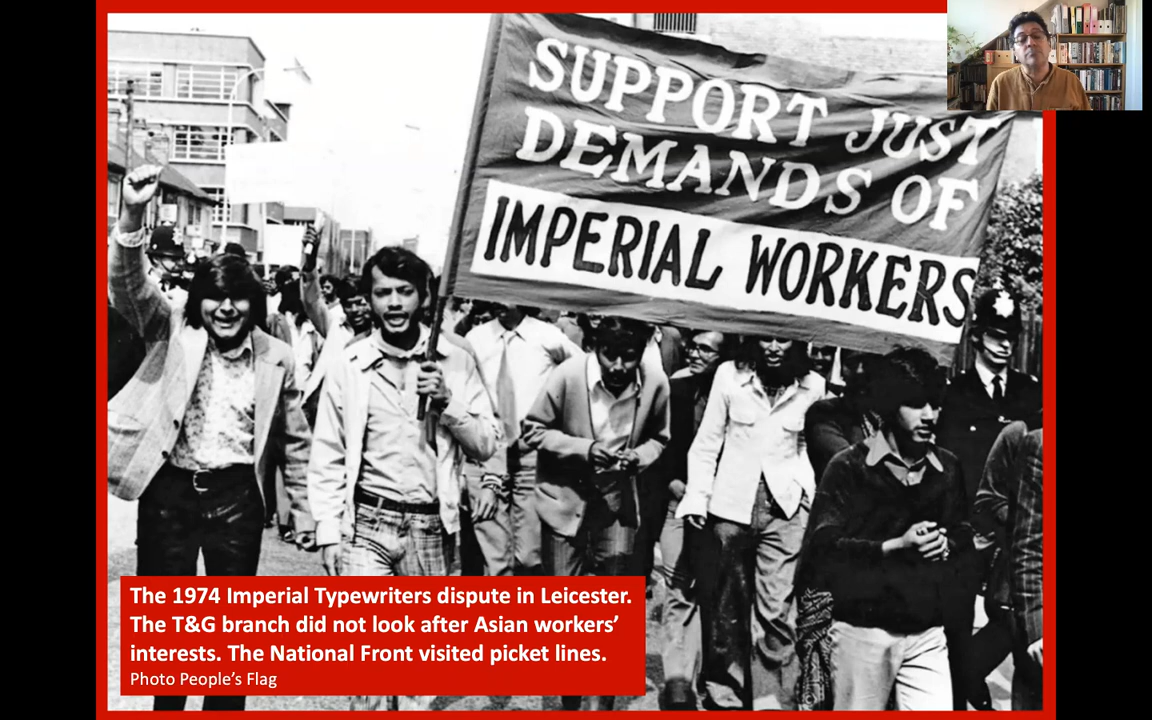 SUPPORT JUST
DEMANDS OF
IMPERIAL WORKERS
The 1974 Imperial Typewriters dispute in Leicester.
The T&G branch did not look after Asian workers’
interests. The National Front visited picket lines.
Photo People’s Flag